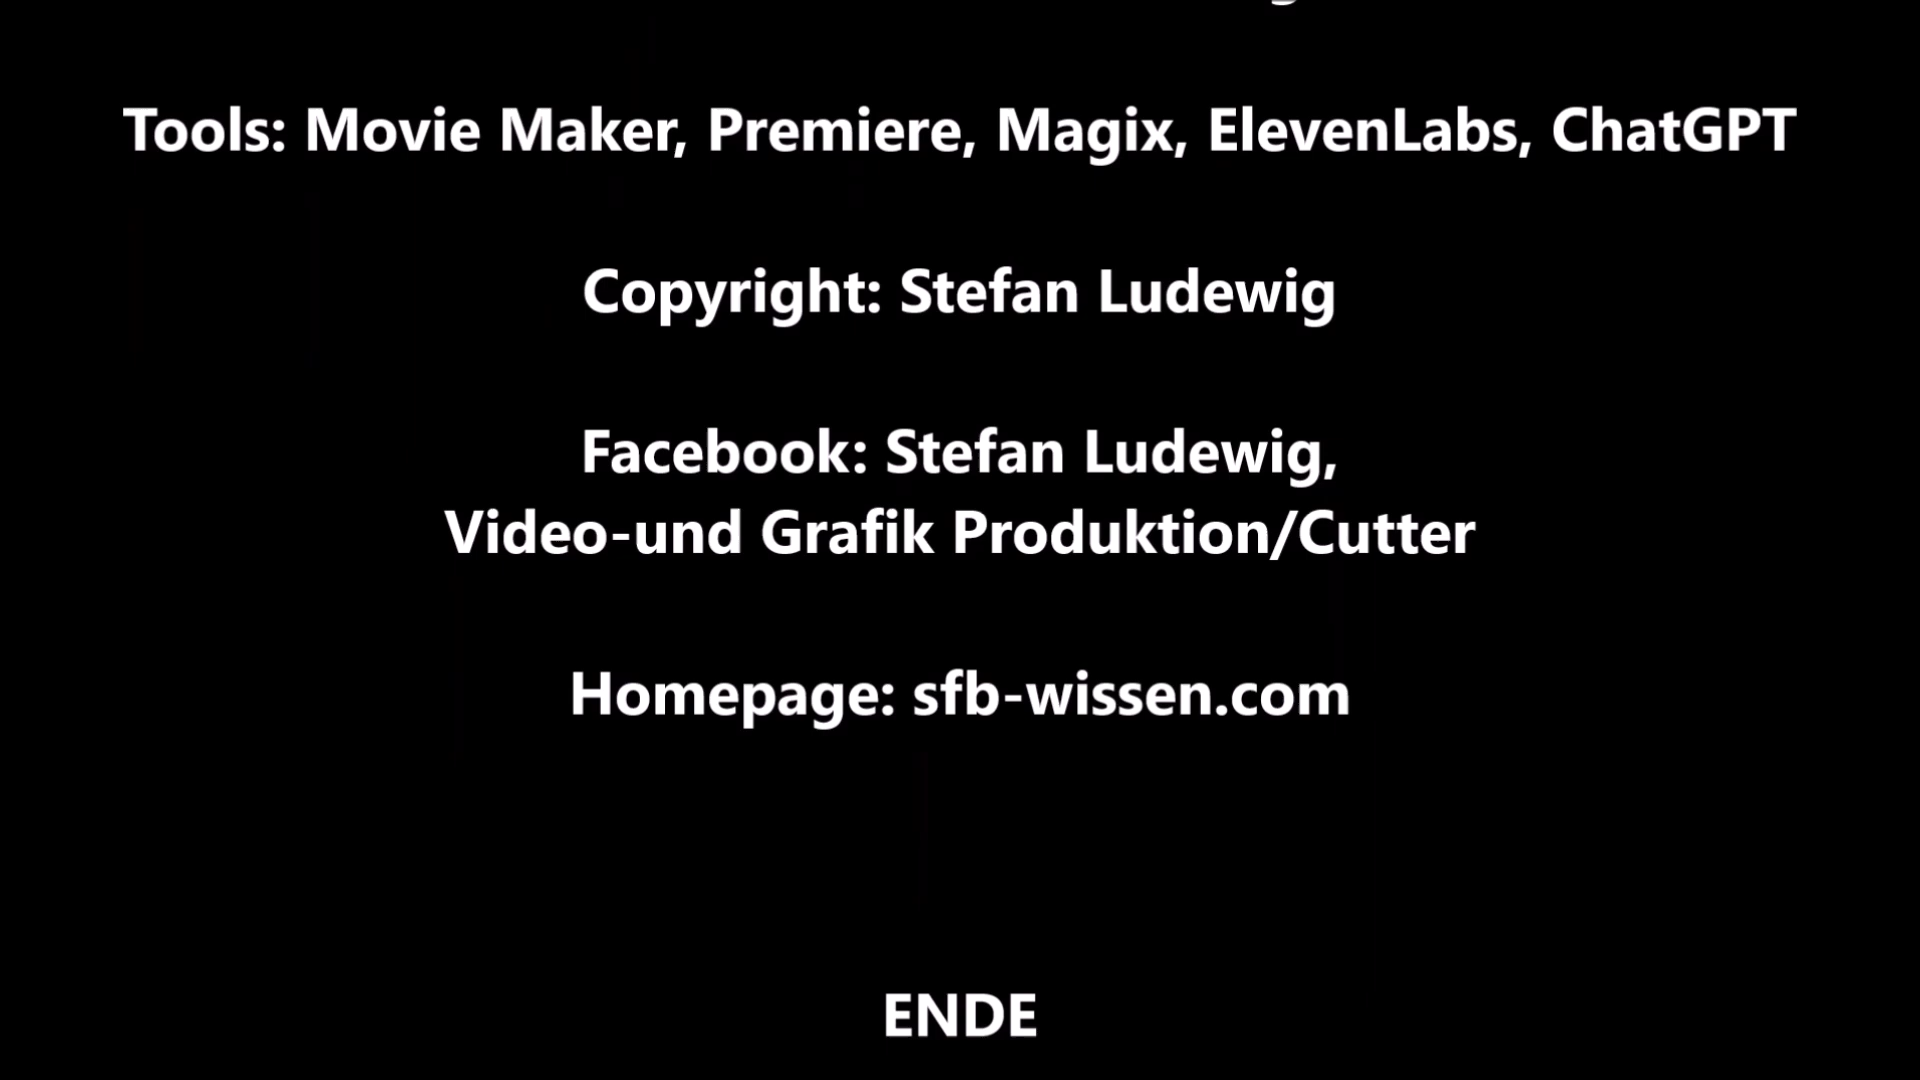 Tools: Movie Maker, Premiere, Magix, ElevenLabs, ChatGPT
Copyright: Stefan Ludewig
Facebook: Stefan Ludewig,
Video-und Grafik Produktion/Cutter
Homepage: sfb-wissen.com
ENDE